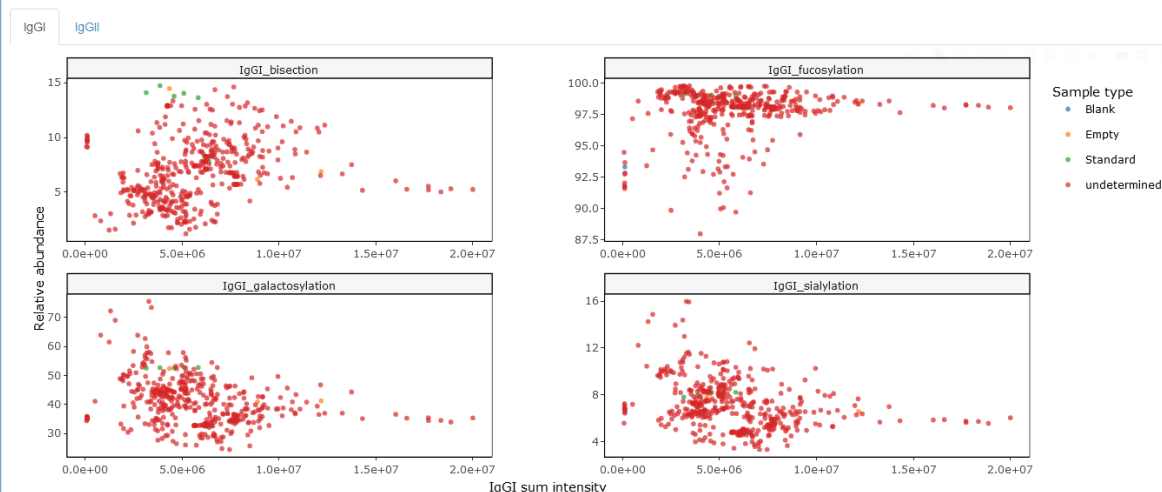 IgGI IgGII
IgGI_bisection
15
10
5
0.0e+00 5.0e+06 1.0e+07 1.5e+07 2.0e+07
IgGI_fucosylation
100.0
97.5
95.0
92.5
90.0
87.5
0.0e+00 5.0e+06 1.0e+07 1.5e+07 2.0e+07
Relative abundance
IgGI_galactosylation
70
60
50
40
30
0.0e+00 5.0e+06 1.0e+07 1.5e+07 2.0e+07
IgGI_sialylation
16
12
8
4
0.0e+00 5.0e+06 1.0e+07 1.5e+07 2.0e+07
IgGI sum intensity
Sample type
Blank
Empty
Standard
undetermined